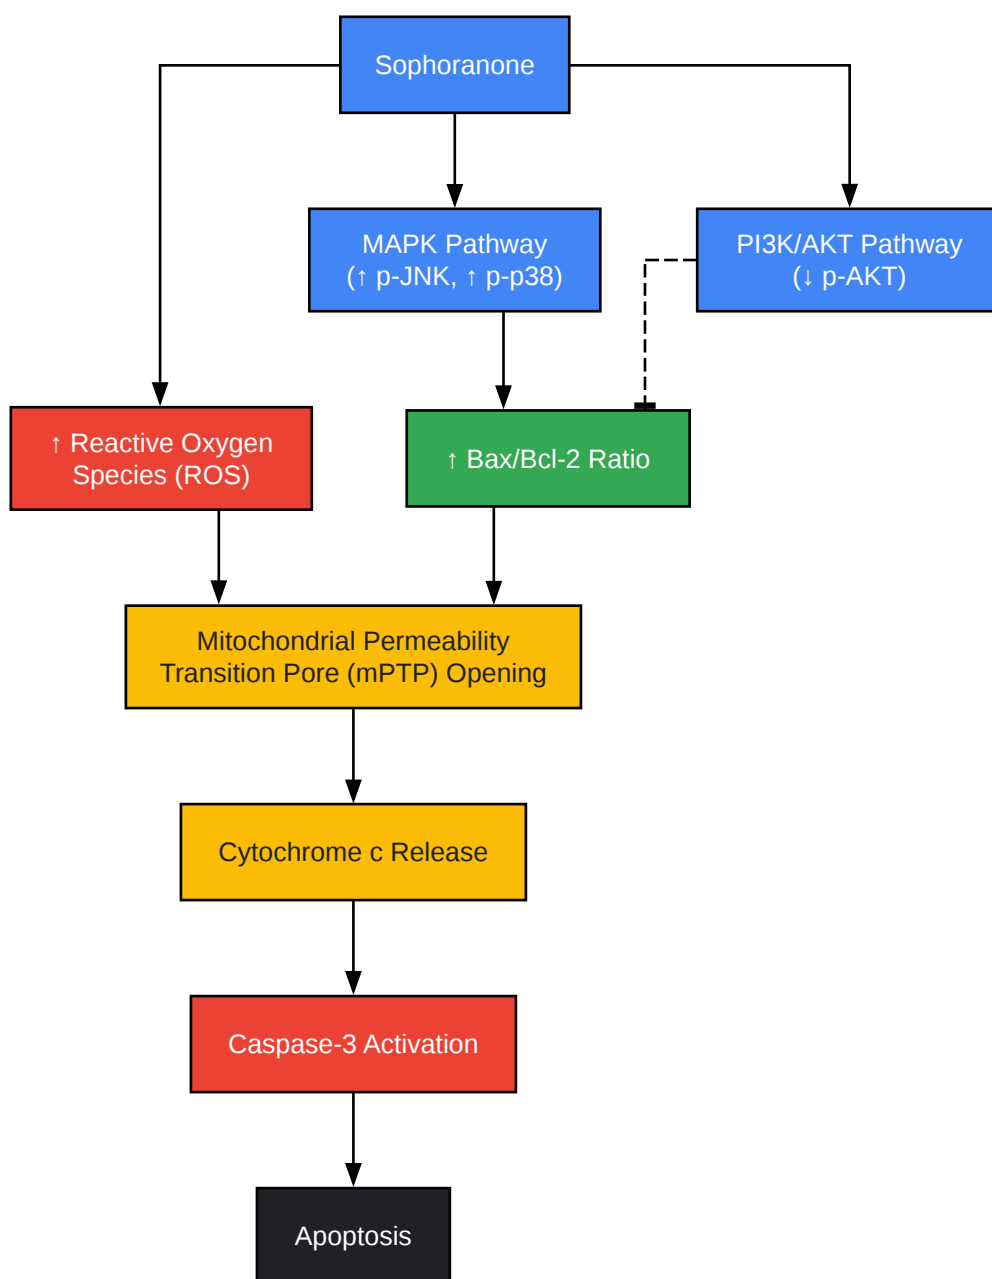 Sophoranone
MAPK Pathway
(↑ p-JNK, ↑ p-p38)
PI3K/AKT Pathway
(↓ p-AKT)
↑ Reactive Oxygen
Species (ROS)
↑ Bax/Bcl-2 Ratio
Mitochondrial Permeability
Transition Pore (mPTP) Opening
Cytochrome c Release
Caspase-3 Activation
Apoptosis